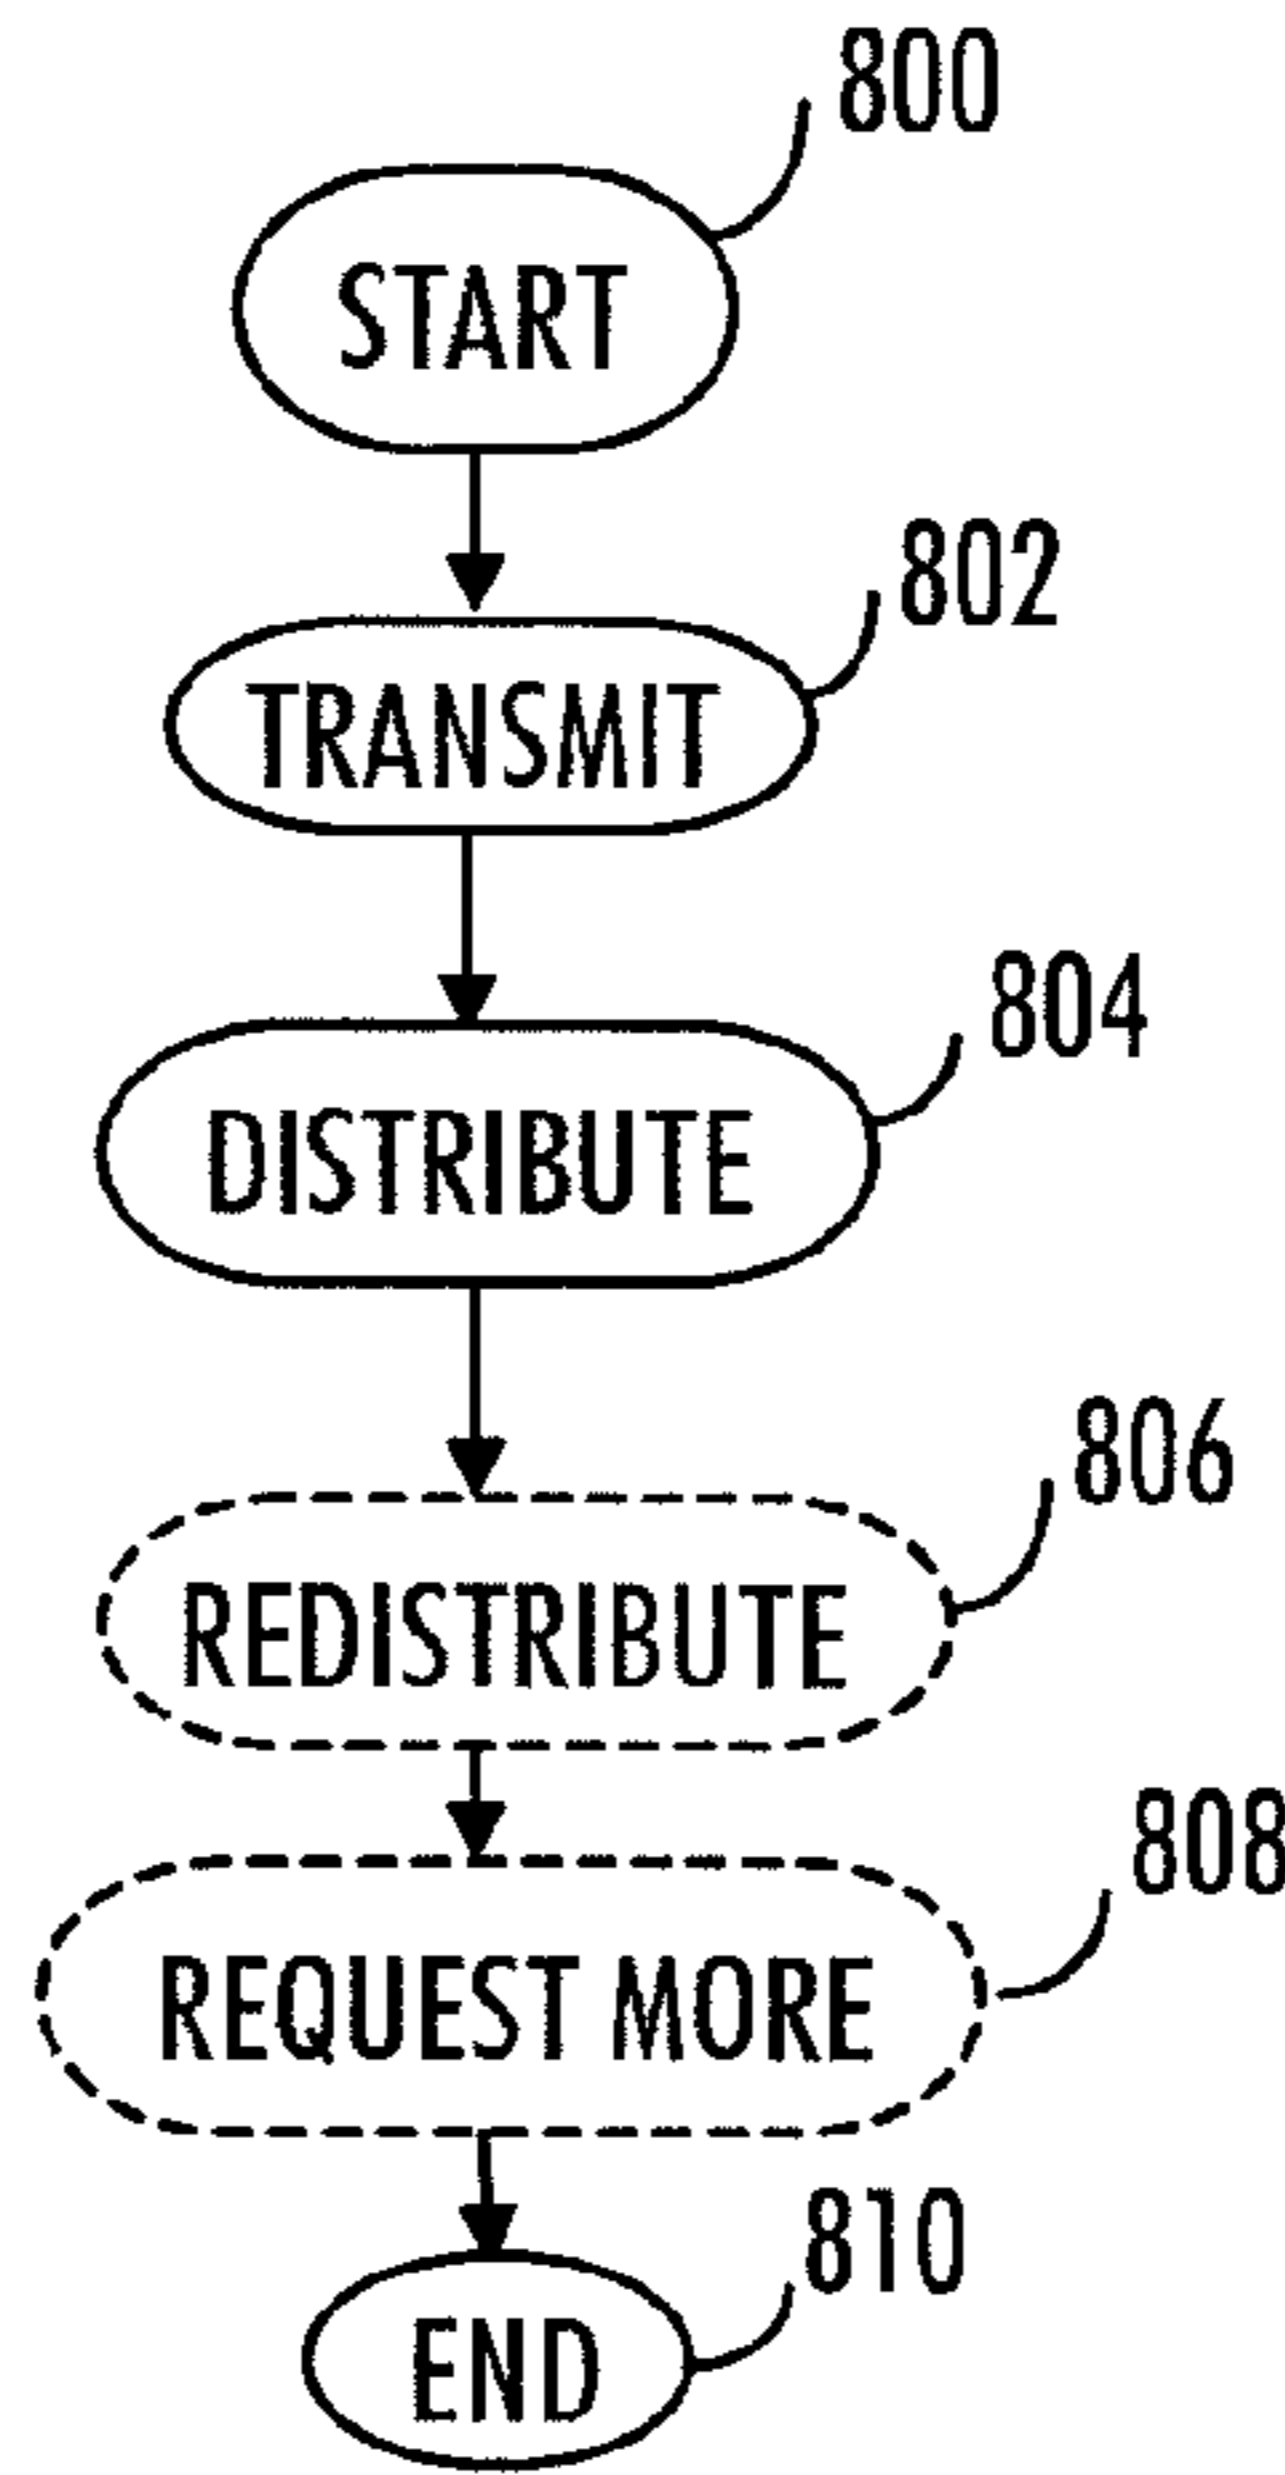 800
START
802
TRANSMIT
804
DISTRIBUTE
806
REDISTRIBUTE
808
REQUEST MORE
810
END